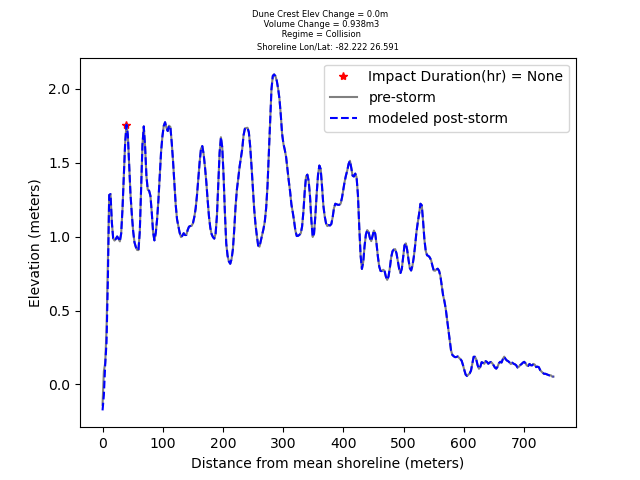 Dune Crest Elev Change = 0.0m
Volume Change = 0.938m3
Regime = Collision
Shoreline Lon/Lat: -82.222 26.591
Impact Duration(hr) = None
pre-storm
modeled post-storm
2.0
1.5
1.0
0.5
0.0
Elevation (meters)
0 100 200 300 400 500 600 700
Distance from mean shoreline (meters)